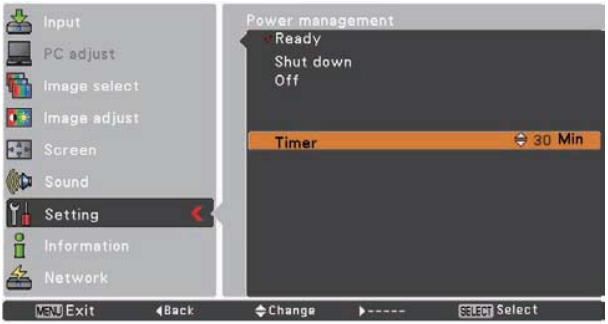 Input
PC adjust
Image select
Image adjust
Screen
Sound
Setting
Information
Network
Power management
Ready
Shut down
Off
Timer 30 Min
MENU Exit Back Change ----- SELECT Select